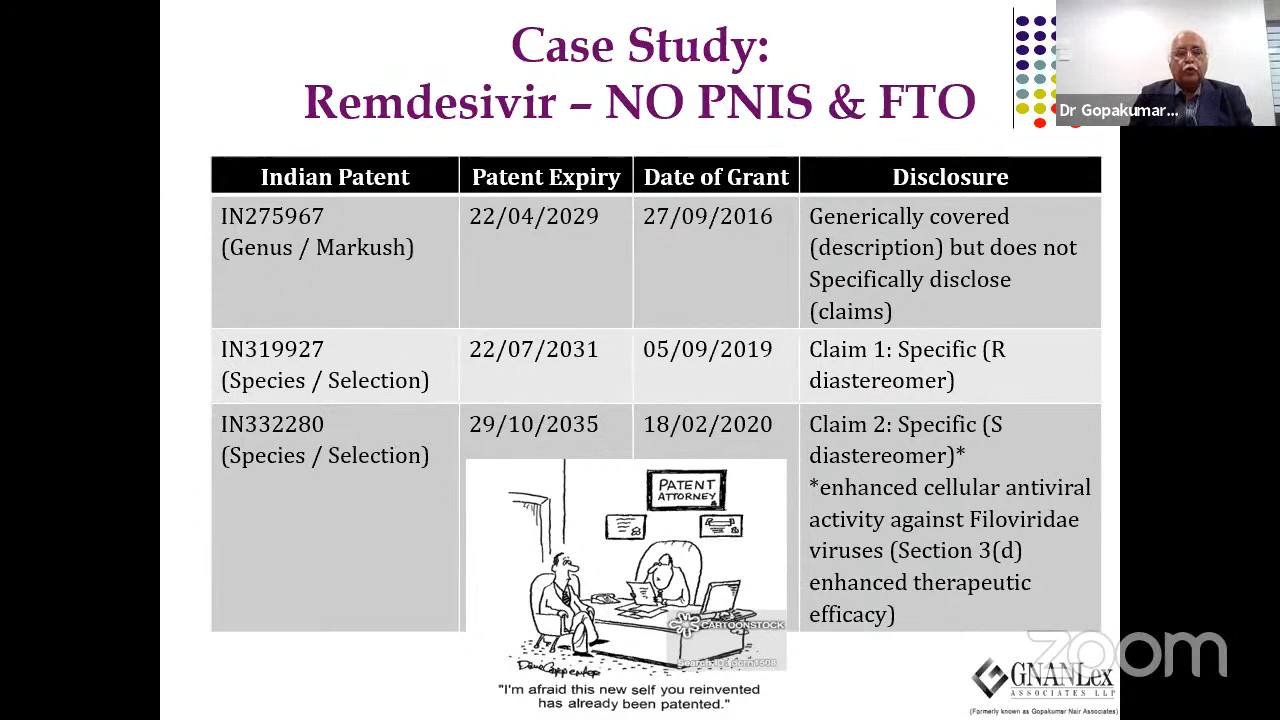 Case Study:
Remdesivir – NO PNIS & FTO
Dr Gopakumar...
Indian Patent
Patent Expiry
Date of Grant
Disclosure
IN275967
(Genus / Markush)
22/04/2029
27/09/2016
Generically covered
(description) but does not
Specifically disclose
(claims)
IN319927
(Species / Selection)
22/07/2031
05/09/2019
Claim 1: Specific (R
diastereomer)
IN332280
(Species / Selection)
29/10/2035
18/02/2020
Claim 2: Specific (S
diastereomer)*
*enhanced cellular antiviral
activity against Filoviridae
viruses (Section 3(d)
enhanced therapeutic
efficacy)
PATENT
ATTORNEY
CARTOONSTOCK
"I'm afraid this new self you reinvented
has already been patented."
zoom
GNANLEX
ASSOCIATES LLP
(Formerly known as Gopakumar Nair Associates)